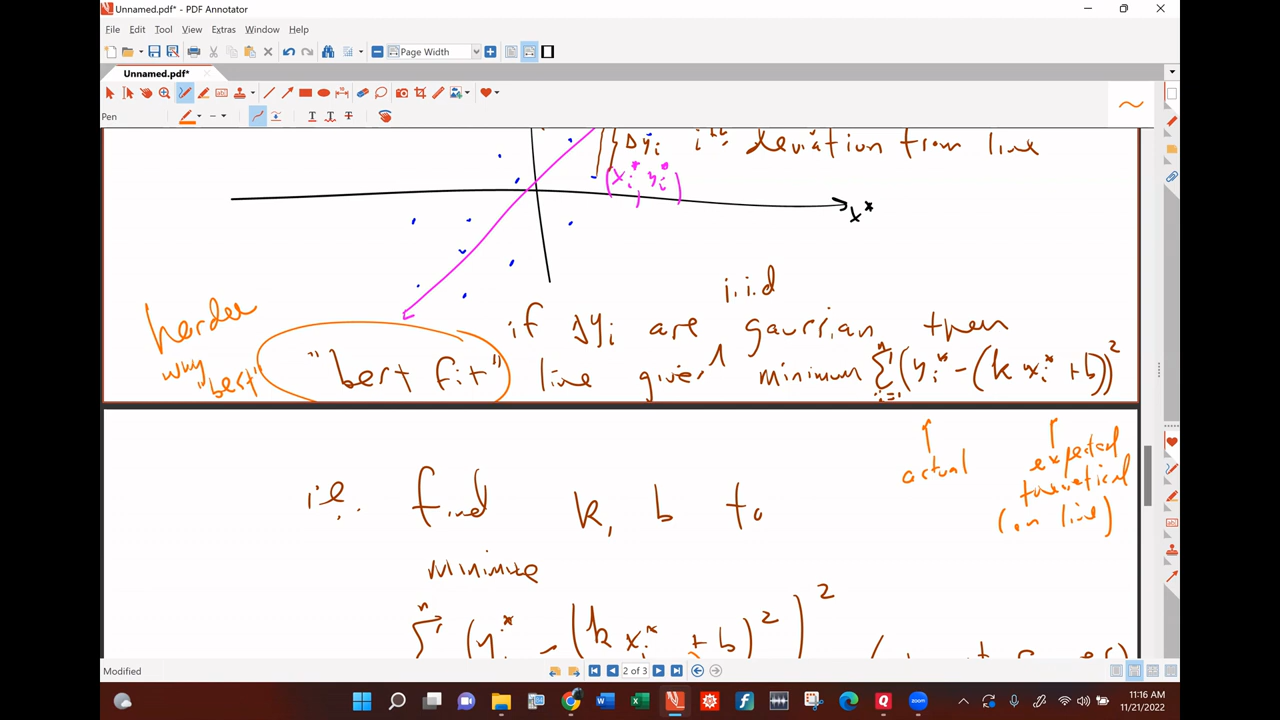 Unnamed.pdf* - PDF Annotator
File Edit Tool View Extras Window Help
Page Width
Unnamed.pdf*
Pen
Δyᵢ iᵗʰ deviation from line
(xᵢ*, yᵢ*)
x*
i.i.d
harder
why "best"
if Δyᵢ are gaussian then
"best fit" line gives minimum Σᵢ₌₁ⁿ (yᵢ* - (k xᵢ* + b))²
actual
expected
theoretical
(on line)
i.e. find k, b to
minimize
Σⁿ (yᵢ* - (k xᵢ* + b)²)²
Modified
2 of 3
11:16 AM
11/21/2022